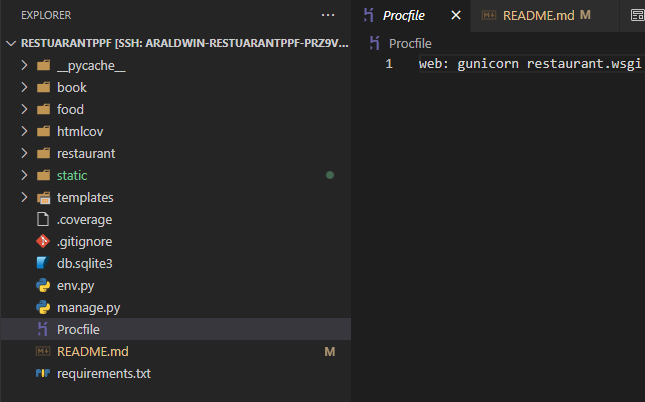 EXPLORER
RESTUARANTPPF [SSH: ARALDWIN-RESTUARANTPPF-PRZ9V...
__pycache__
book
food
htmlcov
restaurant
static
templates
.coverage
.gitignore
db.sqlite3
env.py
manage.py
Procfile
README.md M
requirements.txt
Procfile
README.md M
Procfile
1 web: gunicorn restaurant.wsgi